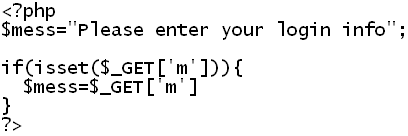 <?php
$mess="Please enter your login info";
if(isset($_GET['m'])){
$mess=$_GET['m']
}
?>